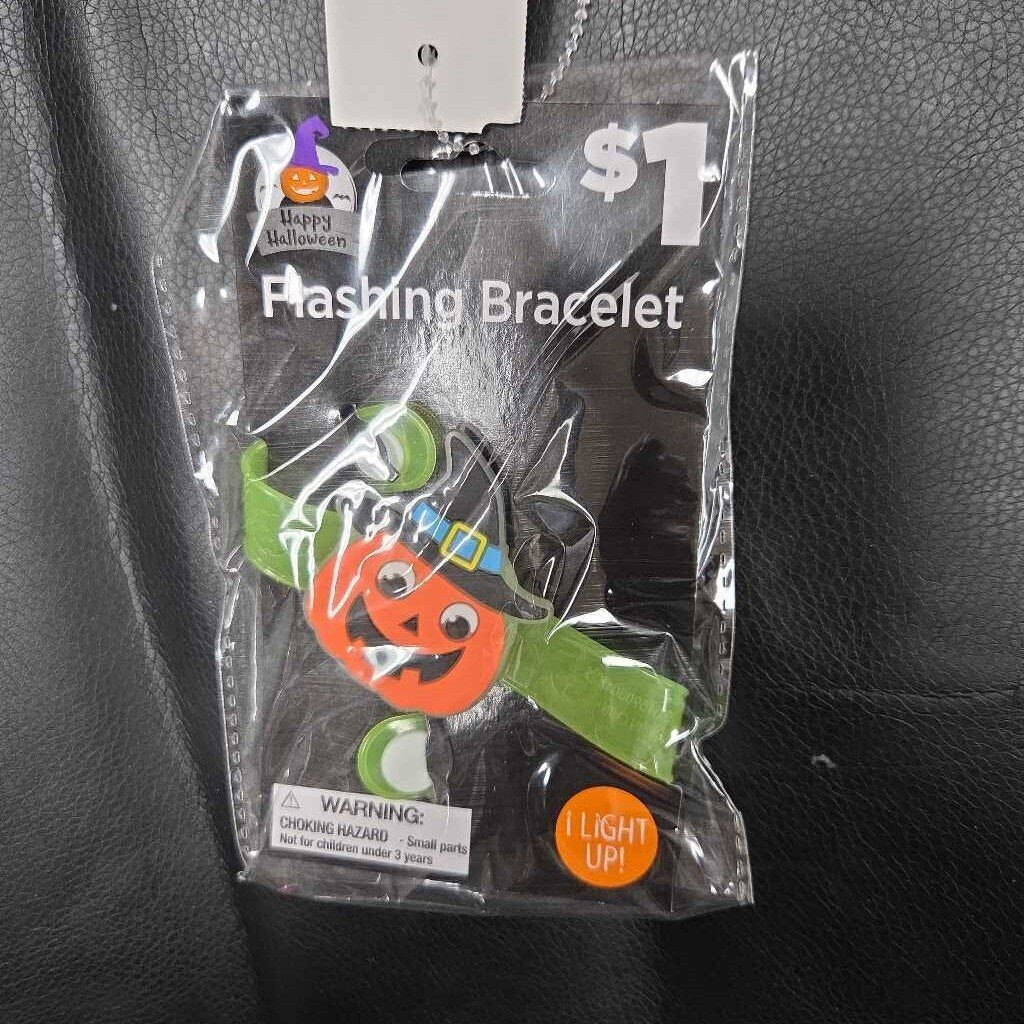 $1
Happy
Halloween
Flashing Bracelet
WARNING:
CHOKING HAZARD - Small parts
Not for children under 3 years
I LIGHT
UP!